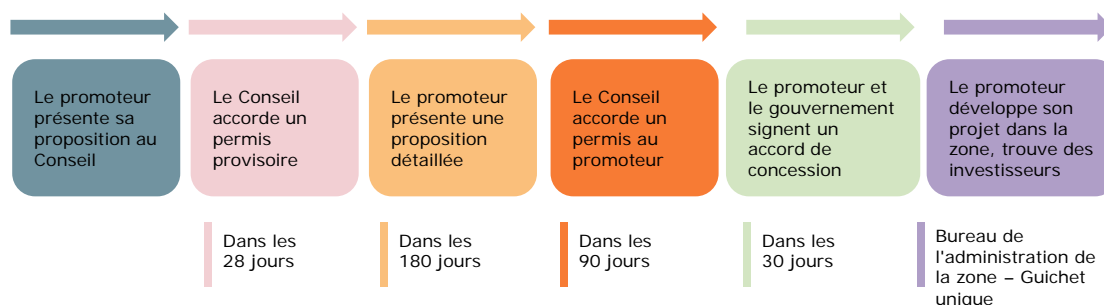 Le promoteur
présente sa
proposition au
Conseil
Le Conseil
accorde un
permis
provisoire
Le promoteur
présente une
proposition
détaillée
Le Conseil
accorde un
permis au
promoteur
Le promoteur et
le gouvernement
signent un
accord de
concession
Le promoteur
développe son
projet dans la
zone, trouve des
investisseurs
Dans les
28 jours
Dans les
180 jours
Dans les
90 jours
Dans les
30 jours
Bureau de
l'administration de
la zone – Guichet
unique